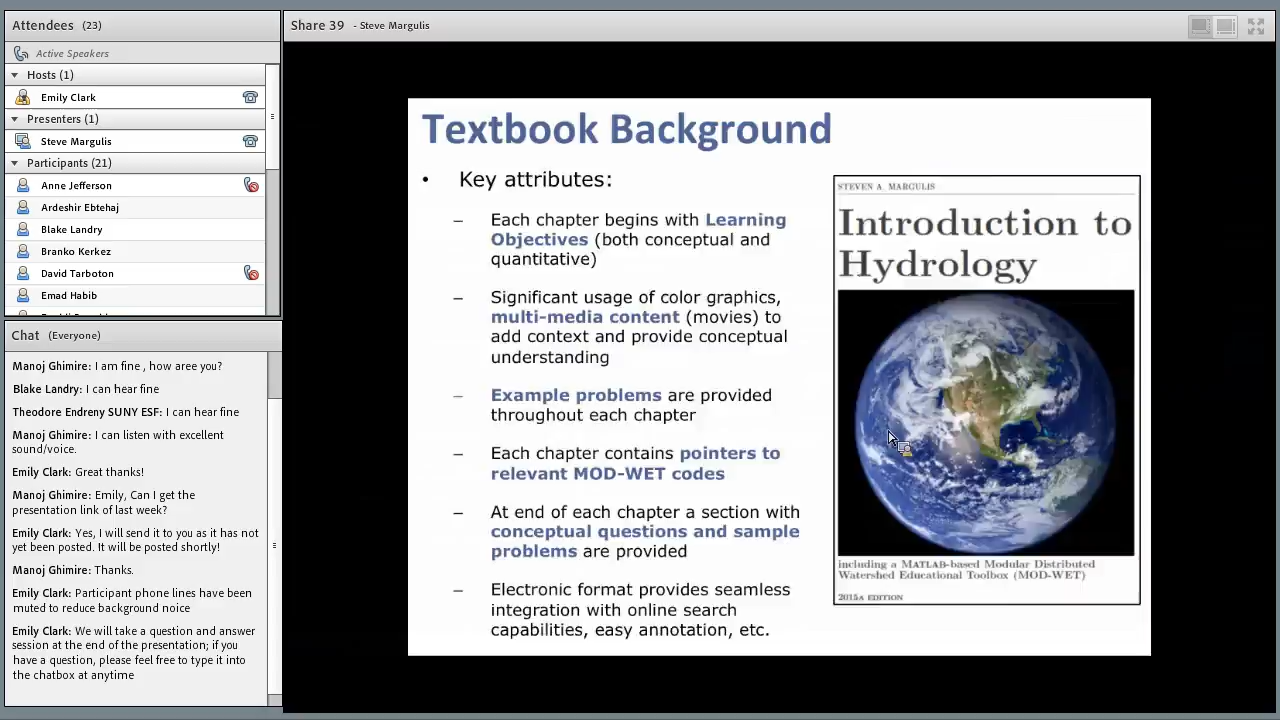 Attendees (23)
Active Speakers
Hosts (1)
Emily Clark
Presenters (1)
Steve Margulis
Participants (21)
Anne Jefferson
Ardeshir Ebtehaj
Blake Landry
Branko Kerkez
David Tarboton
Emad Habib
Chat (Everyone)
Manoj Ghimire: I am fine , how aree you?
Blake Landry: I can hear fine
Theodore Endreny SUNY ESF: I can hear fine
Manoj Ghimire: I can listen with excellent
sound/voice.
Emily Clark: Great thanks!
Manoj Ghimire: Emily, Can I get the
presentation link of last week?
Emily Clark: Yes, I will send it to you as it has not
yet been posted. It will be posted shortly!
Manoj Ghimire: Thanks.
Emily Clark: Participant phone lines have been
muted to reduce background noice
Emily Clark: We will take a question and answer
session at the end of the presentation; if you
have a question, please feel free to type it into
the chatbox at anytime
Share 39 - Steve Margulis
Textbook Background
• Key attributes:
– Each chapter begins with Learning
Objectives (both conceptual and
quantitative)
– Significant usage of color graphics,
multi-media content (movies) to
add context and provide conceptual
understanding
– Example problems are provided
throughout each chapter
– Each chapter contains pointers to
relevant MOD-WET codes
– At end of each chapter a section with
conceptual questions and sample
problems are provided
– Electronic format provides seamless
integration with online search
capabilities, easy annotation, etc.
STEVEN A. MARGULIS
Introduction to
Hydrology
including a MATLAB-based Modular Distributed
Watershed Educational Toolbox (MOD-WET)
2015A EDITION